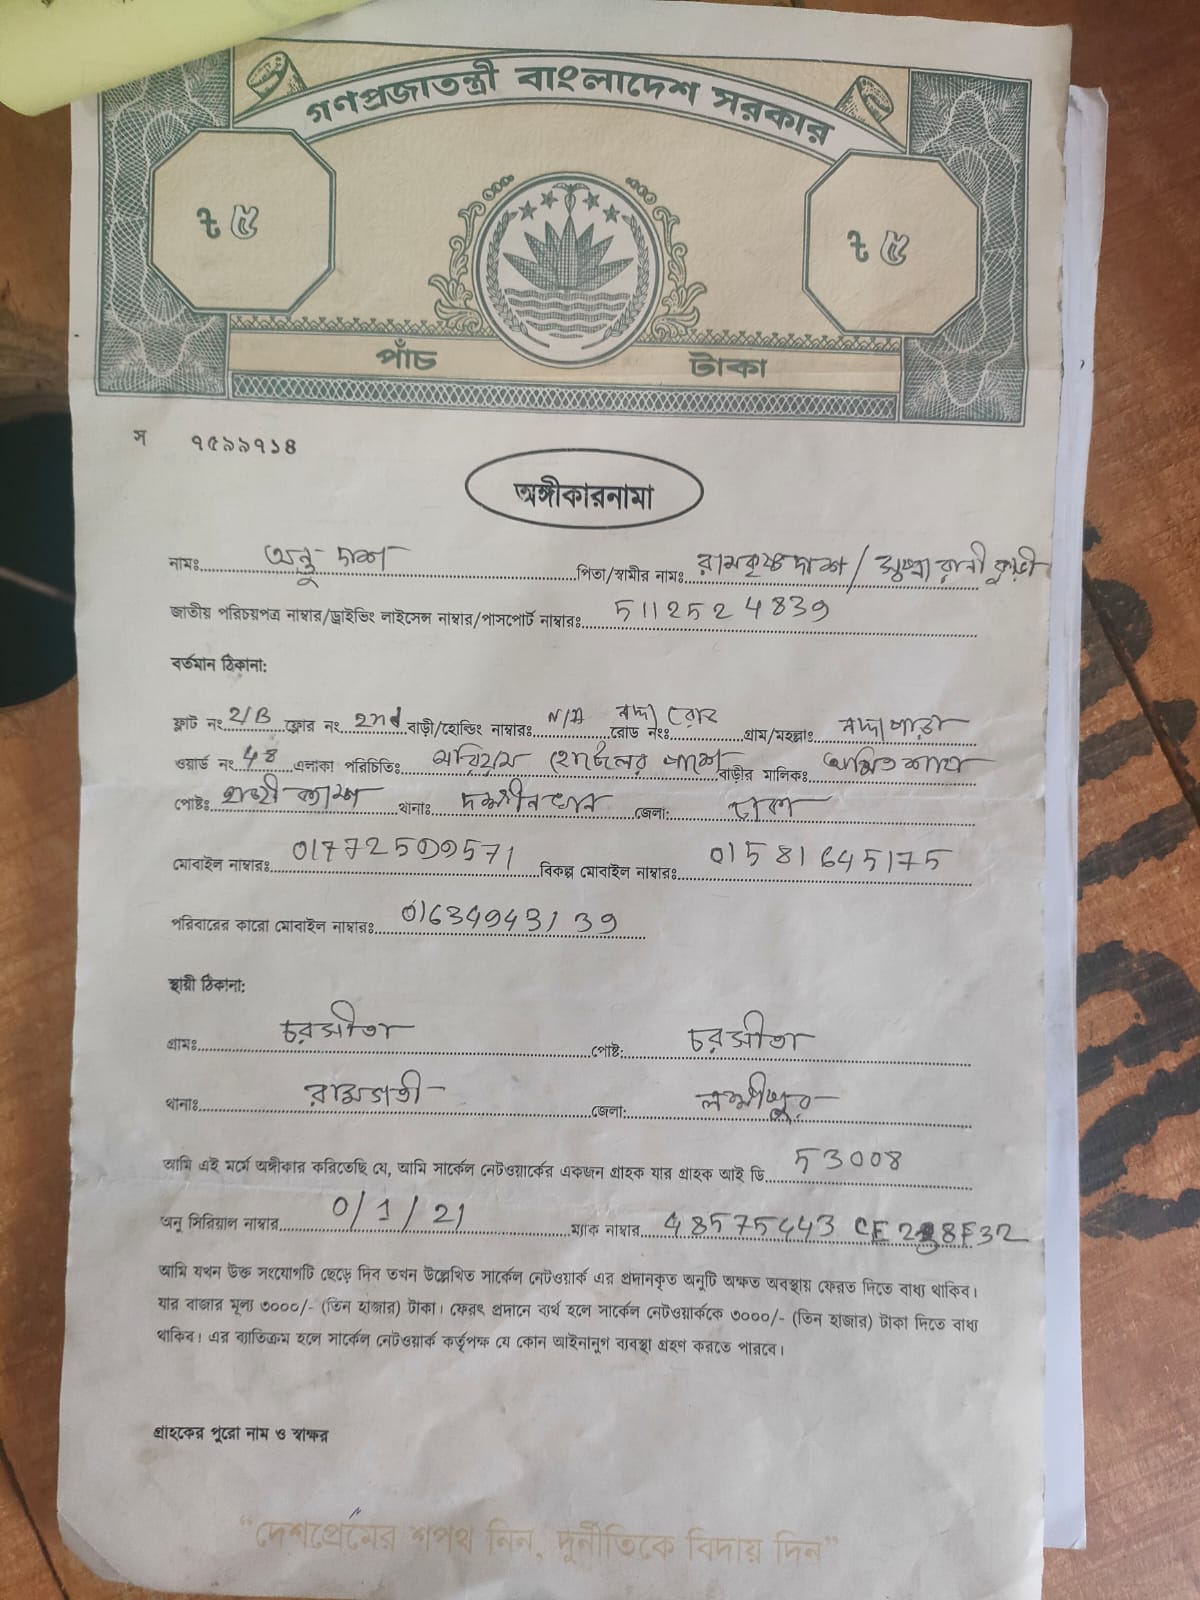 গণপ্রজাতন্ত্রী বাংলাদেশ সরকার
৳ ৫ ৳ ৫
পাঁচ টাকা
স ৭৫৯৯৭১৪
অঙ্গীকারনামা
নামঃ অন্তু দাশ পিতা/স্বামীর নামঃ রামকৃষ্ণ দাশ / রানী
জাতীয় পরিচয়পত্র নাম্বার/ড্রাইভিং লাইসেন্স নাম্বার/পাসপোর্ট নাম্বারঃ 5112524839
বর্তমান ঠিকানা:
ফ্লাট নং 2/B ফ্লোর নং 2nd বাড়ী/হোল্ডিং নাম্বারঃ N/A রোড নংঃ গ্রাম/মহল্লাঃ
ওয়ার্ড নং 48 এলাকা পরিচিতিঃ হোটেলের পাশে বাড়ীর মালিকঃ
পোষ্টঃ থানাঃ জেলা: ঢাকা
মোবাইল নাম্বারঃ বিকল্প মোবাইল নাম্বারঃ 01581645175
পরিবারের কারো মোবাইল নাম্বারঃ 01634943139
স্থায়ী ঠিকানা:
গ্রামঃ চরসীতা পোষ্ট: চরসীতা
থানাঃ রামগতী জেলা: লক্ষীপুর
আমি এই মর্মে অঙ্গীকার করিতেছি যে, আমি সার্কেল নেটওয়ার্কের একজন গ্রাহক যার গ্রাহক আই ডি 53008
অনু সিরিয়াল নাম্বার 0/1/21 ম্যাক নাম্বার 48575443
আমি যখন উক্ত সংযোগটি ছেড়ে দিব তখন উল্লেখিত সার্কেল নেটওয়ার্ক এর প্রদানকৃত অনুটি অক্ষত অবস্থায় ফেরত দিতে বাধ্য থাকিব।
যার বাজার মূল্য ৩০০০/- (তিন হাজার) টাকা। ফেরৎ প্রদানে ব্যর্থ হলে সার্কেল নেটওয়ার্ককে ৩০০০/- (তিন হাজার) টাকা দিতে বাধ্য
থাকিব। এর ব্যাতিক্রম হলে সার্কেল নেটওয়ার্ক কর্তৃপক্ষ যে কোন আইনানুগ ব্যবস্থা গ্রহণ করতে পারবে।
গ্রাহকের পুরো নাম ও স্বাক্ষর
“দেশপ্রেমের শপথ নিন, দুর্নীতিকে বিদায় দিন”